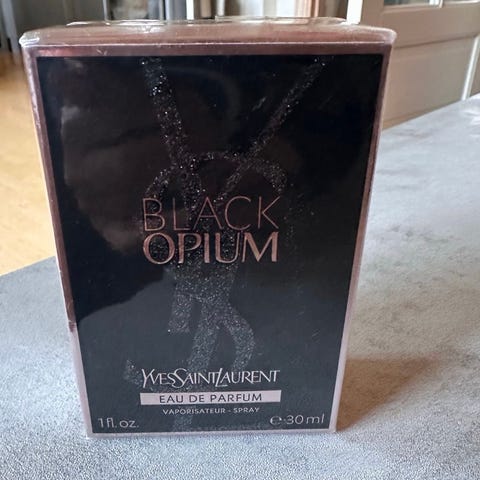 BLACK
OPIUM
YVESSAINTLAURENT
EAU DE PARFUM
VAPORISATEUR - SPRAY
1 fl. oz. ℮30 ml